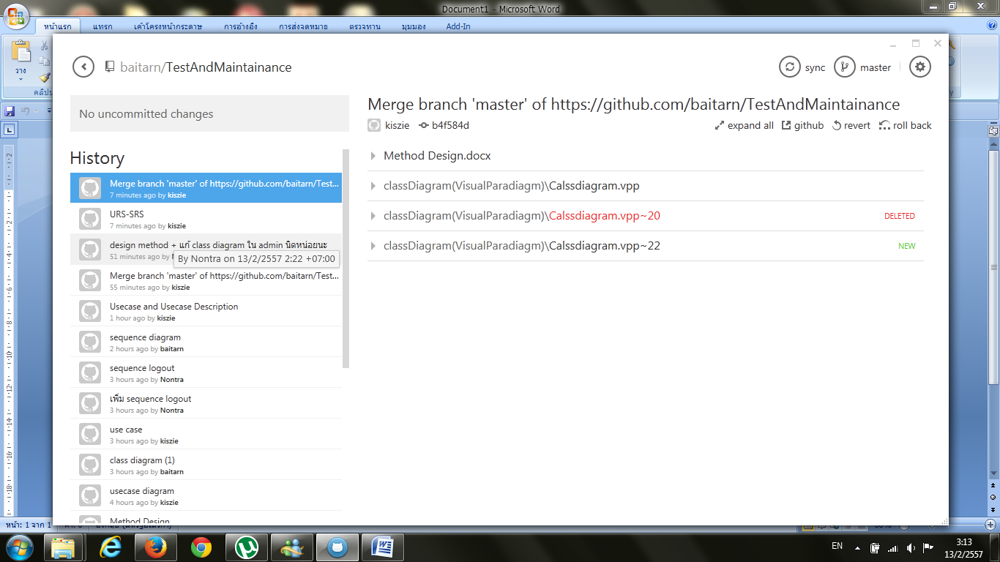 Document1 - Microsoft Word
หน้าแรก แทรก เค้าโครงหน้ากระดาษ การอ้างอิง การส่งจดหมาย ตรวจทาน มุมมอง Add-In
วาง
baitarn/TestAndMaintainance
sync master
No uncommitted changes
Merge branch 'master' of https://github.com/baitarn/TestAndMaintainance
kiszie b4f584d expand all github revert roll back
History
Merge branch 'master' of https://github.com/baitarn/Test...
7 minutes ago by kiszie
URS-SRS
7 minutes ago by kiszie
design method + แก้ class diagram ใน admin นิดหน่อยนะ
51 minutes ago by
By Nontra on 13/2/2557 2:22 +07:00
Merge branch 'master' of https://github.com/baitarn/Test...
55 minutes ago by kiszie
Usecase and Usecase Description
1 hour ago by kiszie
sequence diagram
2 hours ago by baitarn
sequence logout
3 hours ago by Nontra
เพิ่ม sequence logout
3 hours ago by Nontra
use case
3 hours ago by kiszie
class diagram (1)
3 hours ago by baitarn
usecase diagram
4 hours ago by kiszie
Method Design
Method Design.docx
classDiagram(VisualParadiagm)\Calssdiagram.vpp
classDiagram(VisualParadiagm)\Calssdiagram.vpp~20 DELETED
classDiagram(VisualParadiagm)\Calssdiagram.vpp~22 NEW
หน้า: 1 จาก 1
EN
3:13
13/2/2557